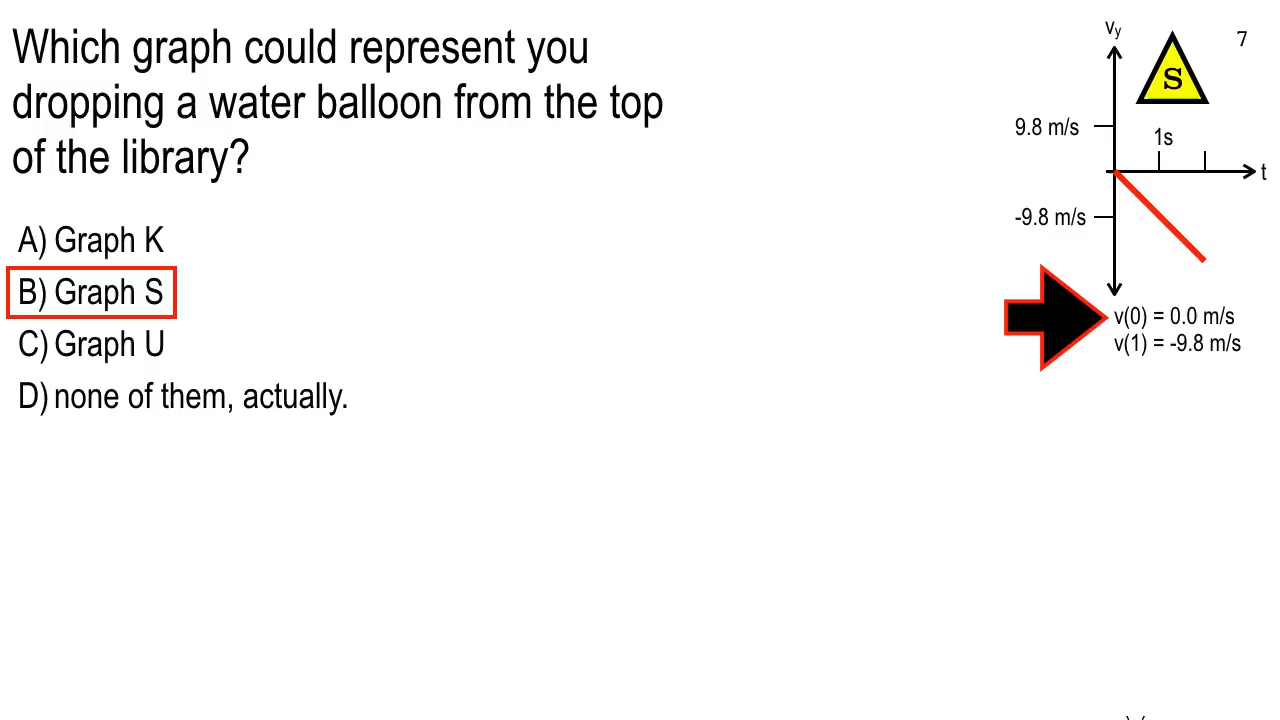 Which graph could represent you
dropping a water balloon from the top
of the library?
A) Graph K
B) Graph S
C) Graph U
D) none of them, actually.
7
vy
S
9.8 m/s
1s
t
-9.8 m/s
v(0) = 0.0 m/s
v(1) = -9.8 m/s